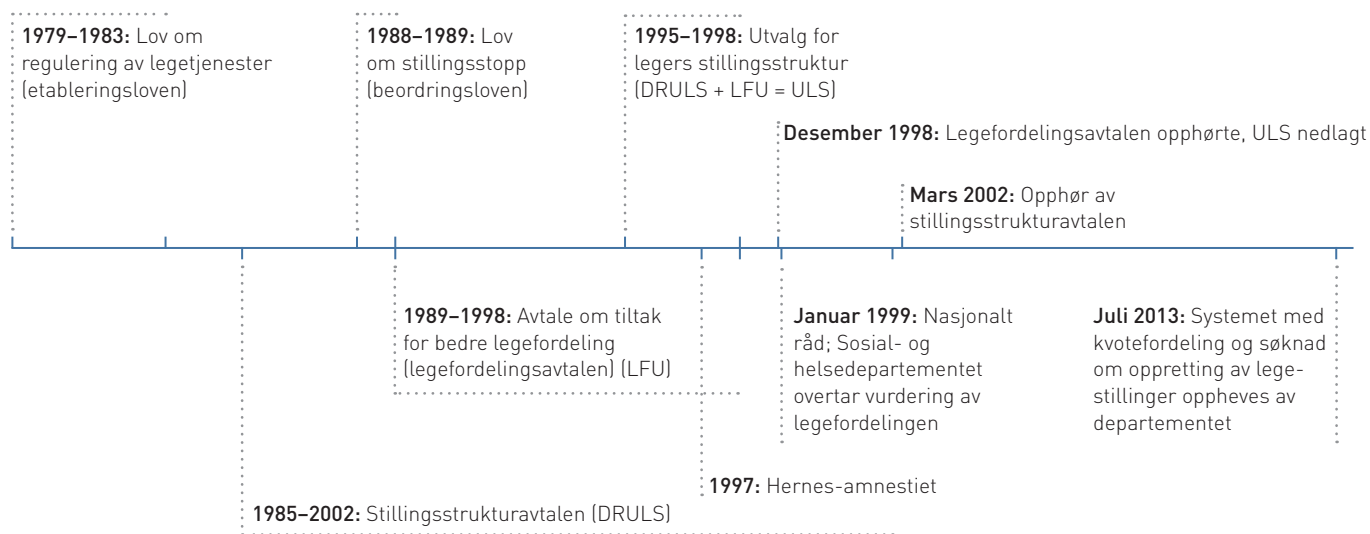 1979–1983: Lov om
regulering av legetjenester
(etableringsloven)
1988–1989: Lov
om stillingsstopp
(beordringsloven)
1995–1998: Utvalg for
legers stillingsstruktur
(DRULS + LFU = ULS)
Desember 1998: Legefordelingsavtalen opphørte, ULS nedlagt
Mars 2002: Opphør av
stillingsstrukturavtalen
1989–1998: Avtale om tiltak
for bedre legefordeling
(legefordelingsavtalen) (LFU)
Januar 1999: Nasjonalt
råd; Sosial- og
helsedepartementet
overtar vurdering av
legefordelingen
Juli 2013: Systemet med
kvotefordeling og søknad
om oppretting av lege-
stillinger oppheves av
departementet
1997: Hernes-amnestiet
1985–2002: Stillingsstrukturavtalen (DRULS)